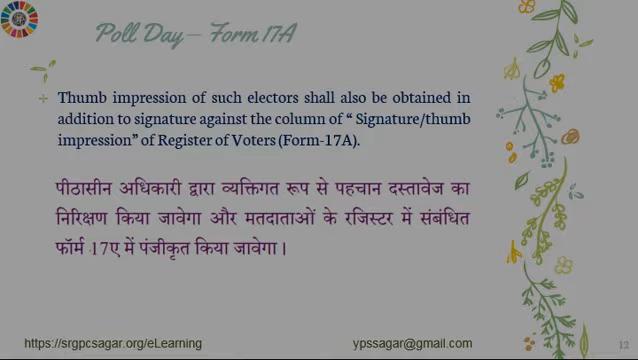 Poll Day– Form 17A
Thumb impression of such electors shall also be obtained in
addition to signature against the column of “ Signature/thumb
impression” of Register of Voters (Form-17A).
पीठासीन अधिकारी द्वारा व्यक्तिगत रूप से पहचान दस्तावेज का
निरिक्षण किया जावेगा और मतदाताओं के रजिस्टर में संबंधित
फॉर्म 17ए में पंजीकृत किया जावेगा।
https://srgpcsagar.org/eLearning
ypssagar@gmail.com
12